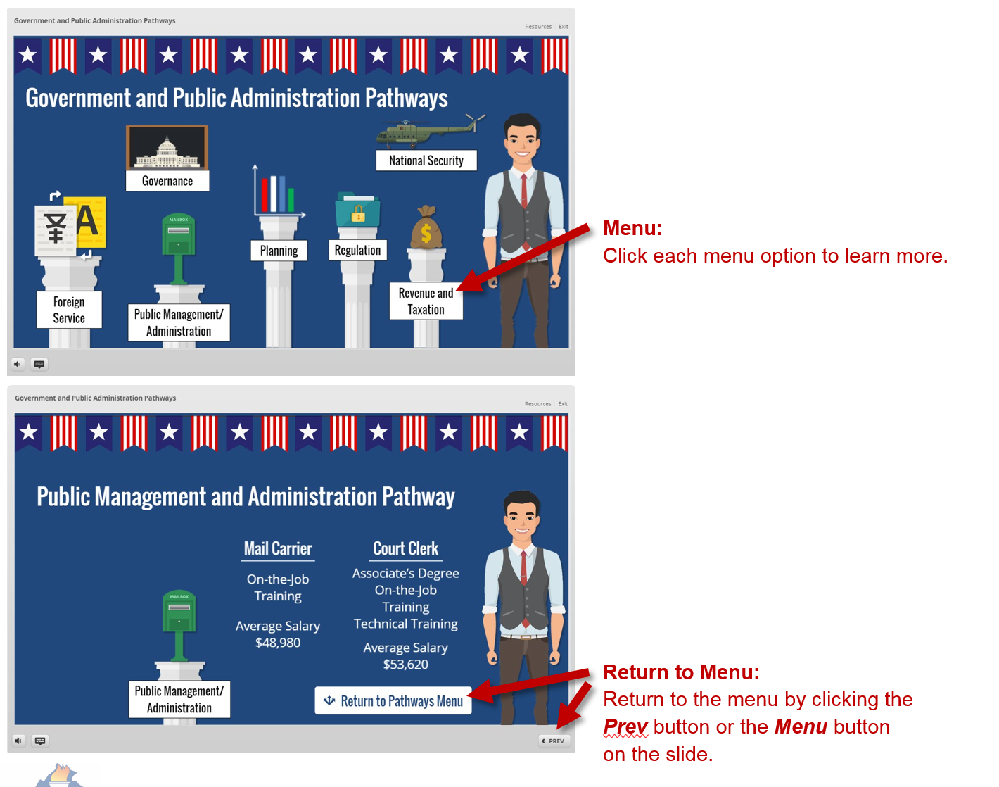 Government and Public Administration Pathways
Resources Exit
Government and Public Administration Pathways
National Security
Governance
MAILBOX
Planning
Regulation
Revenue and
Taxation
Foreign
Service
Public Management/
Administration
A
$
Menu:
Click each menu option to learn more.
Government and Public Administration Pathways
Resources Exit
Public Management and Administration Pathway
Mail Carrier
On-the-Job
Training
Average Salary
$48,980
Court Clerk
Associate's Degree
On-the-Job
Training
Technical Training
Average Salary
$53,620
MAILBOX
Public Management/
Administration
Return to Pathways Menu
PREV
Return to Menu:
Return to the menu by clicking the
Prev button or the Menu button
on the slide.